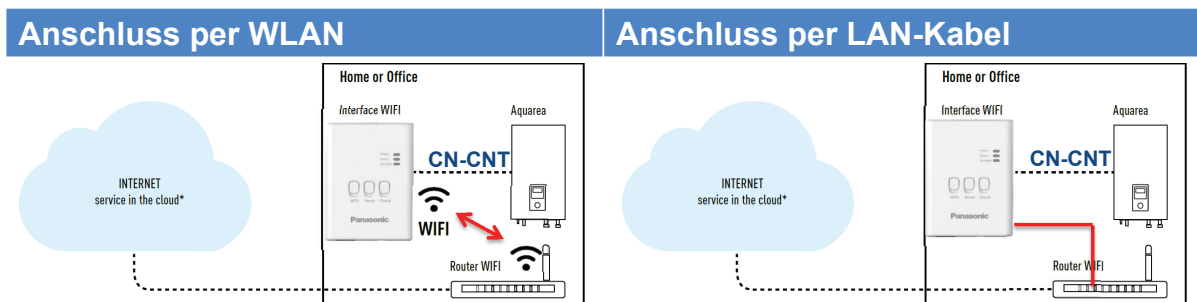 Anschluss per WLAN
Home or Office
Interface WIFI
Aquarea
CN-CNT
INTERNET
service in the cloud*
Panasonic
WIFI
Router WIFI
Anschluss per LAN-Kabel
Home or Office
Interface WIFI
Aquarea
CN-CNT
INTERNET
service in the cloud*
Panasonic
Router WIFI